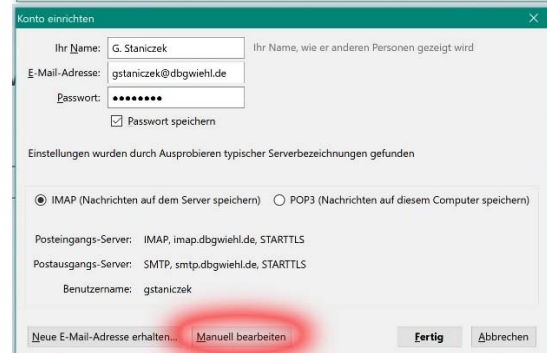 Konto einrichten
Ihr Name: G. Staniczek Ihr Name, wie er anderen Personen gezeigt wird
E-Mail-Adresse: gstaniczek@dbgwiehl.de
Passwort: ••••••••
Passwort speichern
Einstellungen wurden durch Ausprobieren typischer Serverbezeichnungen gefunden
IMAP (Nachrichten auf dem Server speichern) POP3 (Nachrichten auf diesem Computer speichern)
Posteingangs-Server: IMAP, imap.dbgwiehl.de, STARTTLS
Postausgangs-Server: SMTP, smtp.dbgwiehl.de, STARTTLS
Benutzername: gstaniczek
Neue E-Mail-Adresse erhalten... Manuell bearbeiten Fertig Abbrechen